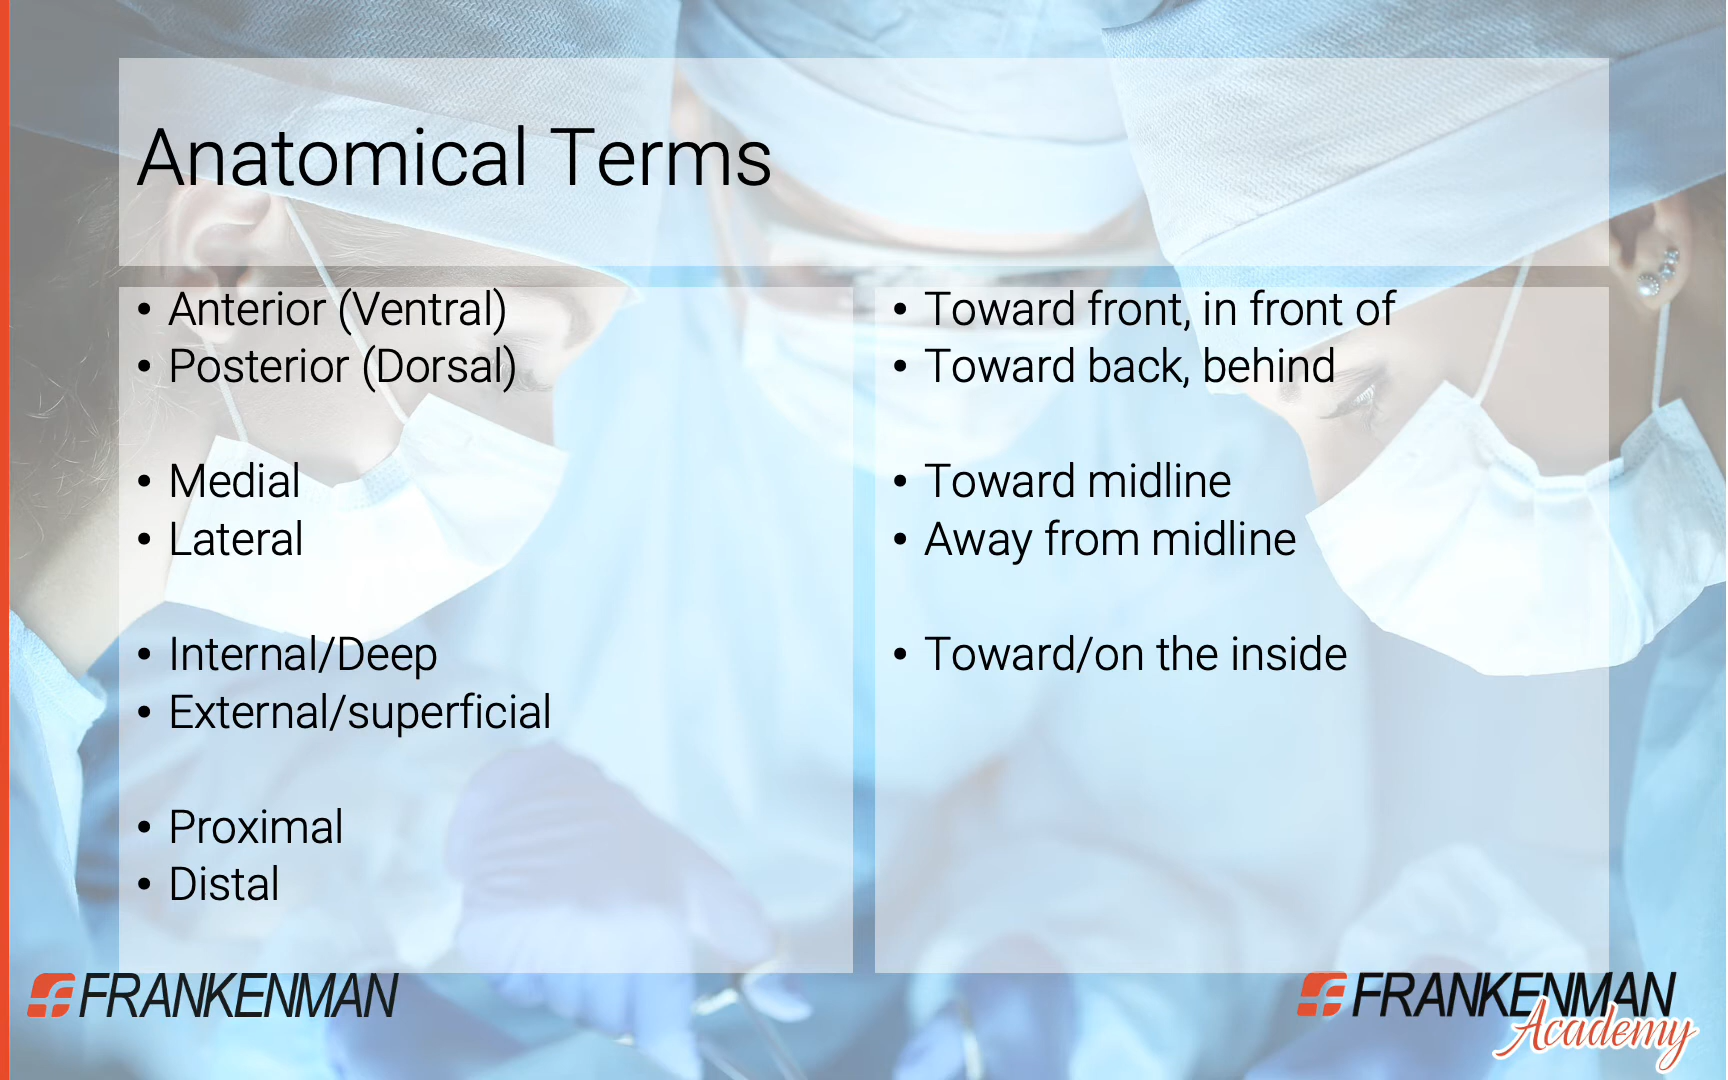 Anatomical Terms
• Anterior (Ventral)
• Posterior (Dorsal)
• Medial
• Lateral
• Internal/Deep
• External/superficial
• Proximal
• Distal
• Toward front, in front of
• Toward back, behind
• Toward midline
• Away from midline
• Toward/on the inside
FRANKENMAN
FRANKENMAN
Academy